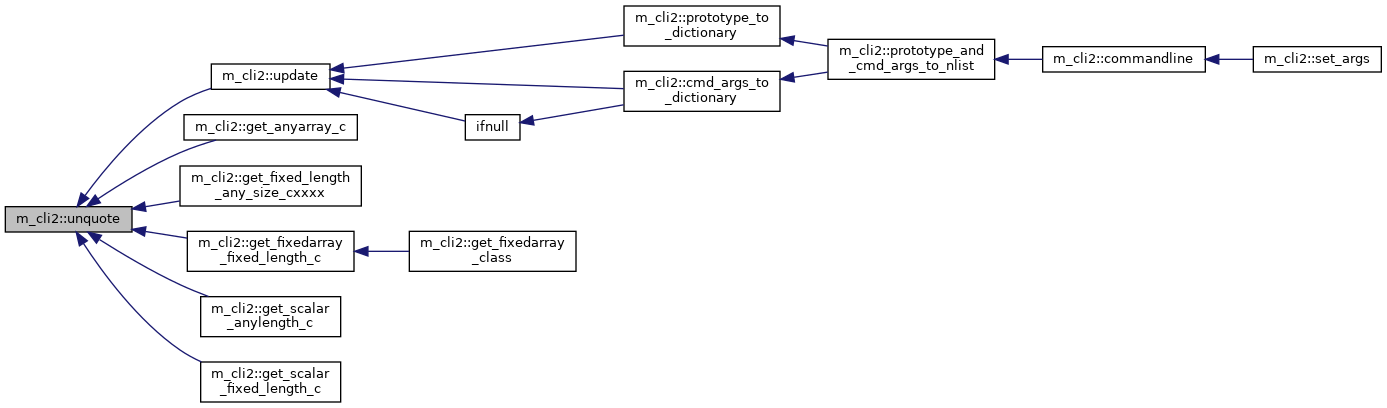 m_cli2::unquote
m_cli2::update
m_cli2::prototype_to
_dictionary
m_cli2::prototype_and
_cmd_args_to_nlist
m_cli2::commandline
m_cli2::set_args
m_cli2::cmd_args_to
_dictionary
ifnull
m_cli2::get_anyarray_c
m_cli2::get_fixed_length
_any_size_cxxxx
m_cli2::get_fixedarray
_fixed_length_c
m_cli2::get_fixedarray
_class
m_cli2::get_scalar
_anylength_c
m_cli2::get_scalar
_fixed_length_c